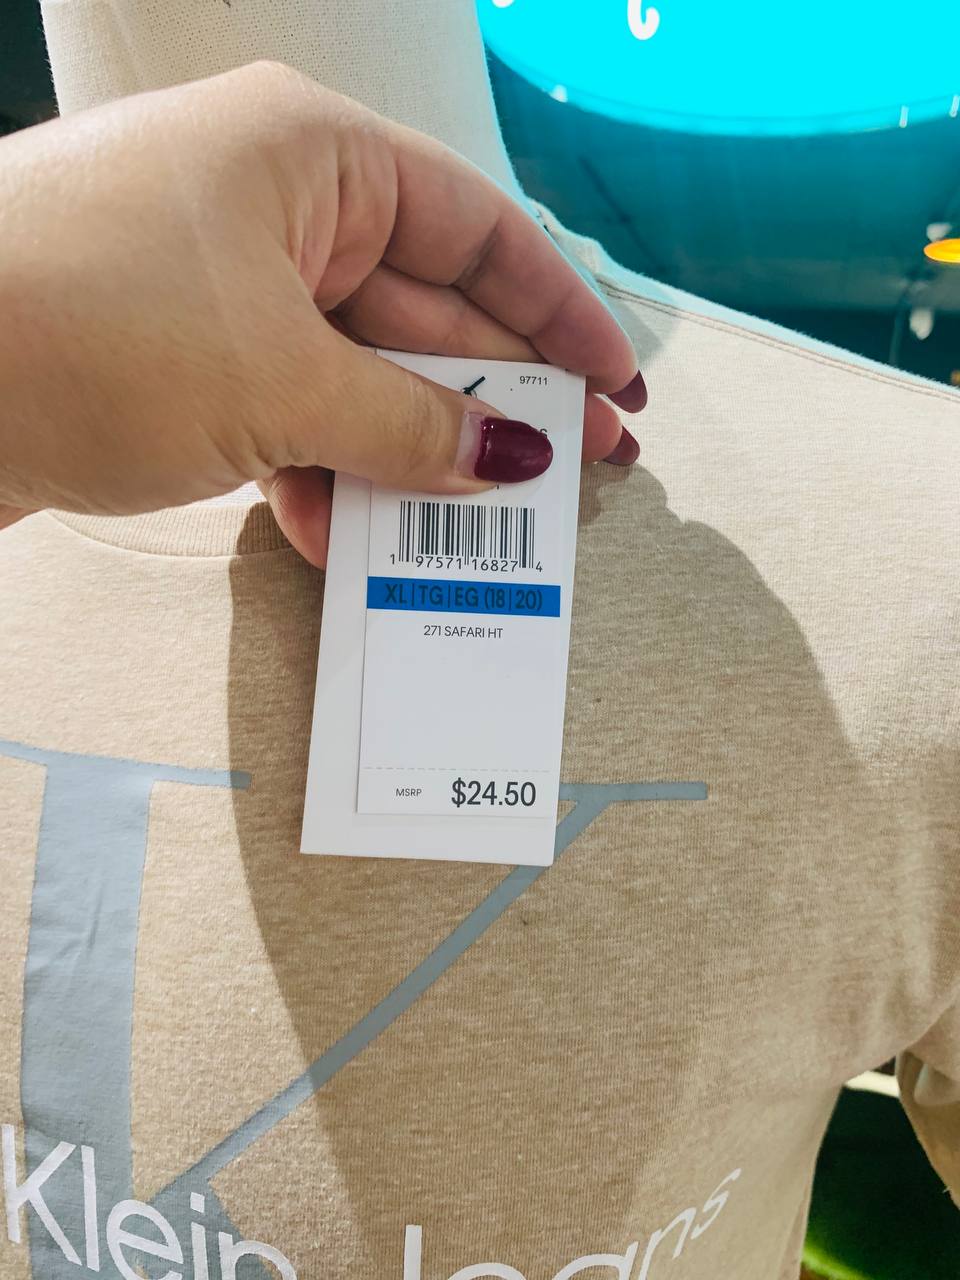 97711
1 97571 16827 4
XL|TG|EG (18|20)
271 SAFARI HT
MSRP $24.50
K
Klein Jeans